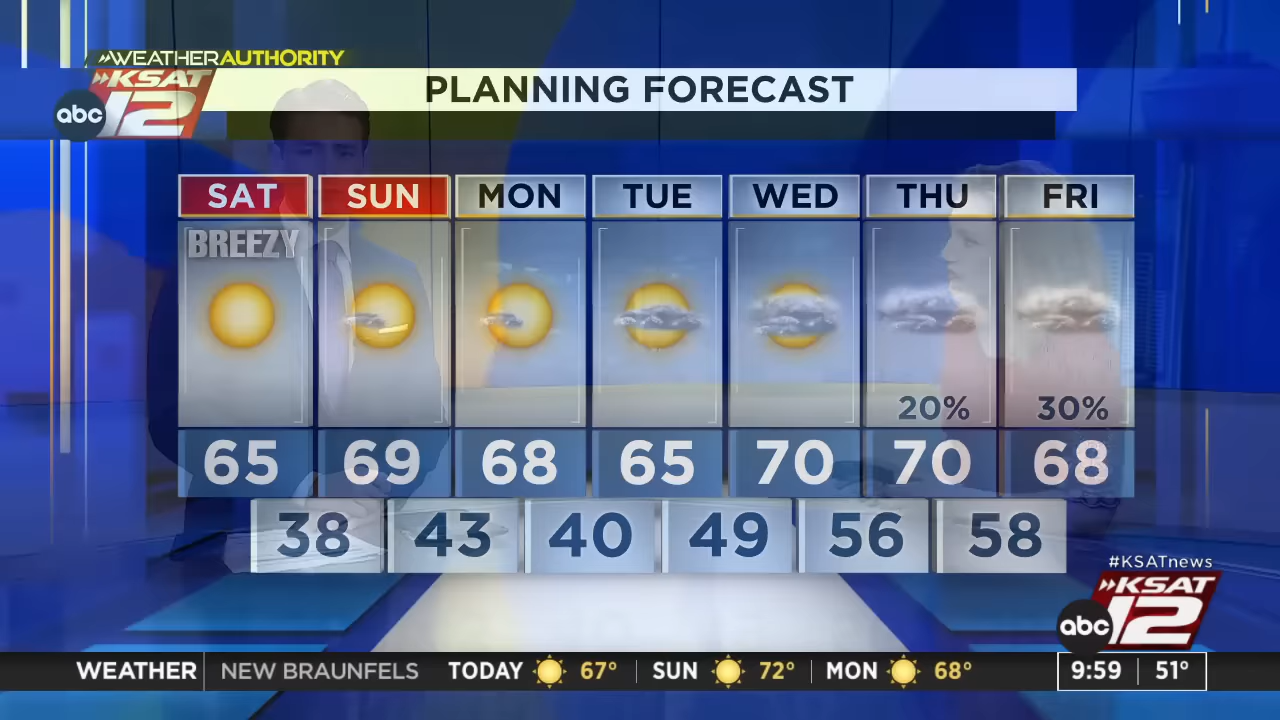 WEATHERAUTHORITY
KSAT
abc 12
PLANNING FORECAST
SAT SUN MON TUE WED THU FRI
BREEZY
20% 30%
65 69 68 65 70 70 68
38 43 40 49 56 58
#KSATnews
KSAT
abc 12
WEATHER NEW BRAUNFELS TODAY 67° SUN 72° MON 68° 9:59 51°